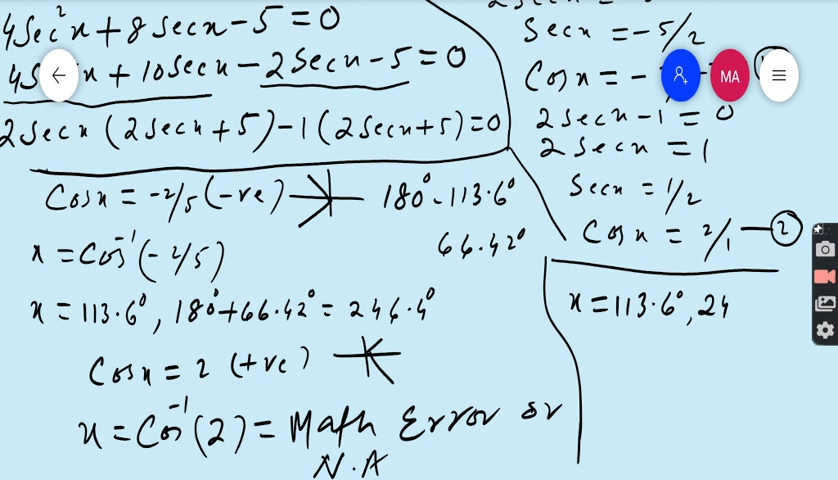 4Sec²x + 8secx - 5 = 0
x + 10secx - 2secx - 5 = 0
2secx (2secx + 5) - 1 (2secx + 5) = 0
Secx = -5/2
Cosx = -
MA
2secx - 1 = 0
2secx = 1
Secx = 1/2
Cosx = 2/1 — ②
Cosx = -2/5 (-ve) 180° - 113.6°
66.42°
x = Cos⁻¹(-2/5)
x = 113.6°, 180° + 66.42° = 246.4°
Cosx = 2 (+ve)
x = Cos⁻¹(2) = Math Error or
N.A
x = 113.6°, 24